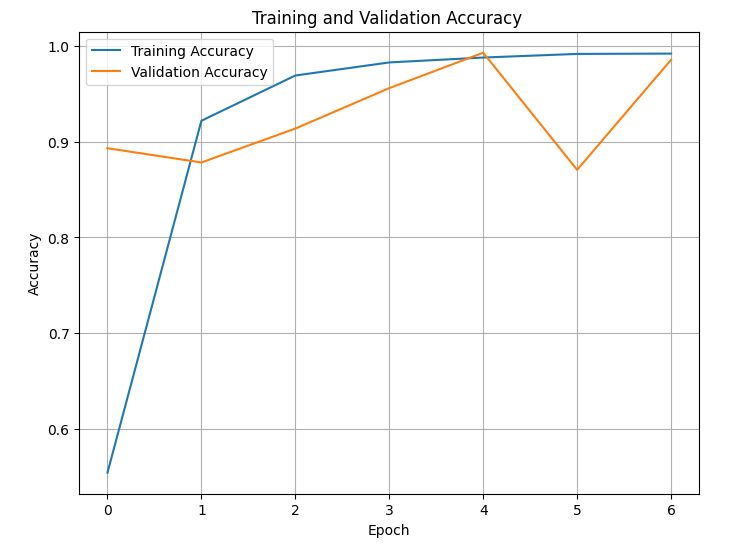 Training and Validation Accuracy
Training Accuracy
Validation Accuracy
1.0
0.9
0.8
0.7
0.6
Accuracy
0 1 2 3 4 5 6
Epoch